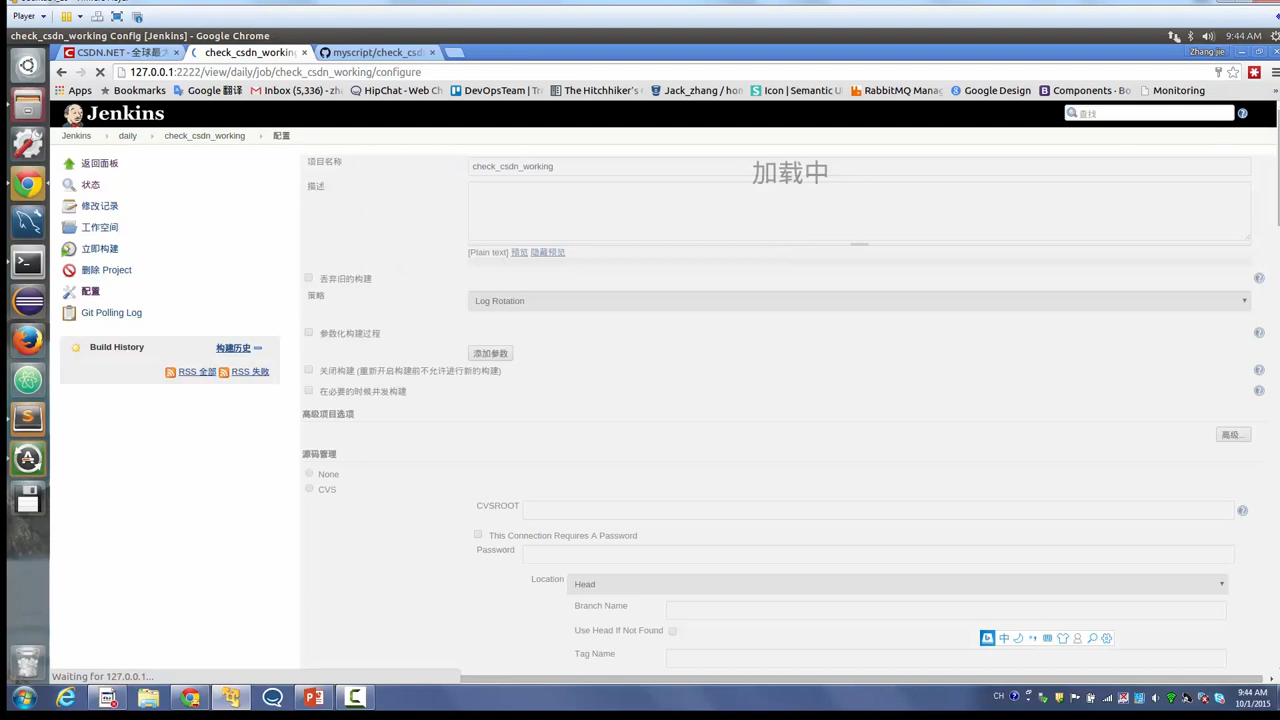 Player
check_csdn_working Config [Jenkins] - Google Chrome
9:44 AM
CSDN.NET - 全球最
check_csdn_working
myscript/check_csd
Zhang jie
127.0.0.1:2222/view/daily/job/check_csdn_working/configure
Apps
Bookmarks
Google 翻译
Inbox (5,336) - zh
HipChat - Web C
DevOpsTeam | Tr
The Hitchhiker's
Jack_zhang / hon
Icon | Semantic U
RabbitMQ Manag
Google Design
Components - Bo
Monitoring
Jenkins
查找
Jenkins
daily
check_csdn_working
配置
返回面板
状态
修改记录
工作空间
立即构建
删除 Project
配置
Git Polling Log
Build History
构建历史
RSS 全部
RSS 失败
项目名称
check_csdn_working
加载中
描述
[Plain text] 预览 隐藏预览
丢弃旧的构建
策略
Log Rotation
参数化构建过程
添加参数
关闭构建 (重新开启构建前不允许进行新的构建)
在必要的时候并发构建
高级项目选项
高级...
源码管理
None
CVS
CVSROOT
This Connection Requires A Password
Password
Location
Head
Branch Name
Use Head If Not Found
中
Tag Name
Waiting for 127.0.0.1...
CH
9:44 AM
10/1/2015